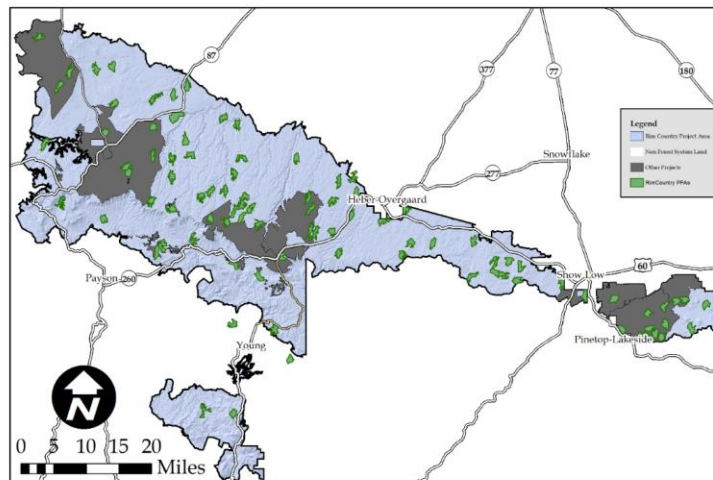 87
377
77
180
Legend
Rim Country Project Area
Non Forest System Land
Other Projects
RimCountry PFAs
Snowflake
277
Heber-Overgaard
Show Low
60
Payson
260
Pinetop-Lakeside
Young
N
0 5 10 15 20
Miles